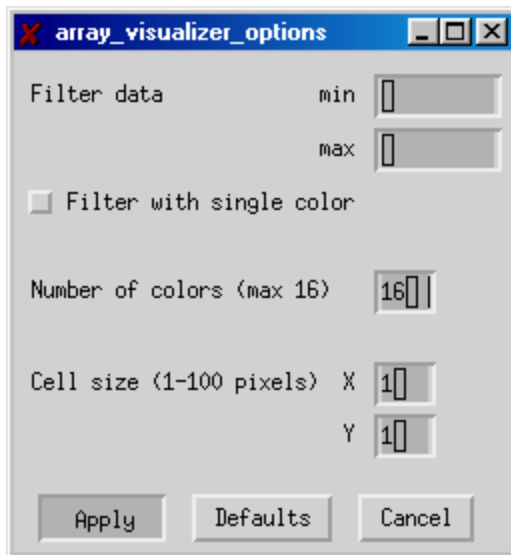 array_visualizer_options
Filter data min
max
Filter with single color
Number of colors (max 16) 16
Cell size (1-100 pixels) X 1
Y 1
Apply Defaults Cancel